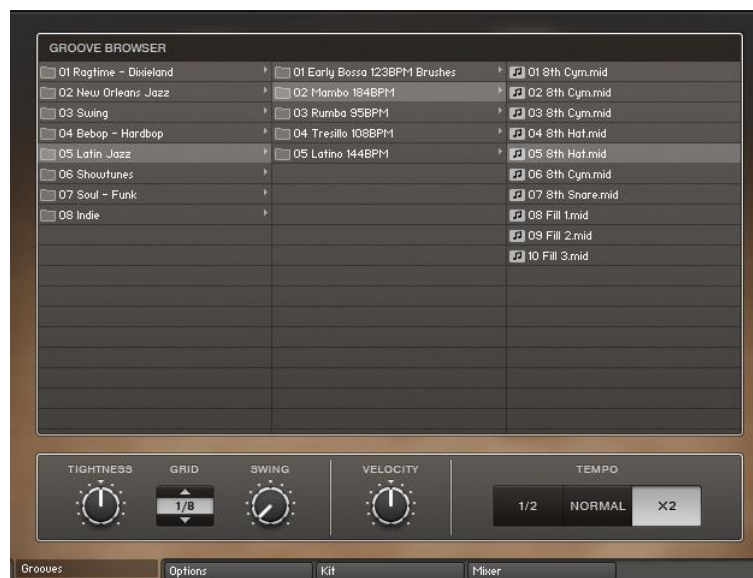 GROOVE BROWSER
01 Ragtime - Dixieland
02 New Orleans Jazz
03 Swing
04 Bebop - Hardbop
05 Latin Jazz
06 Showtunes
07 Soul - Funk
08 Indie
01 Early Bossa 123BPM Brushes
02 Mambo 184BPM
03 Rumba 95BPM
04 Tresillo 108BPM
05 Latino 144BPM
01 8th Cym.mid
02 8th Cym.mid
03 8th Cym.mid
04 8th Hat.mid
05 8th Hat.mid
06 8th Cym.mid
07 8th Snare.mid
08 Fill 1.mid
09 Fill 2.mid
10 Fill 3.mid
TIGHTNESS GRID SWING VELOCITY TEMPO
1/8 1/2 NORMAL X2
Grooves Options Kit Mixer